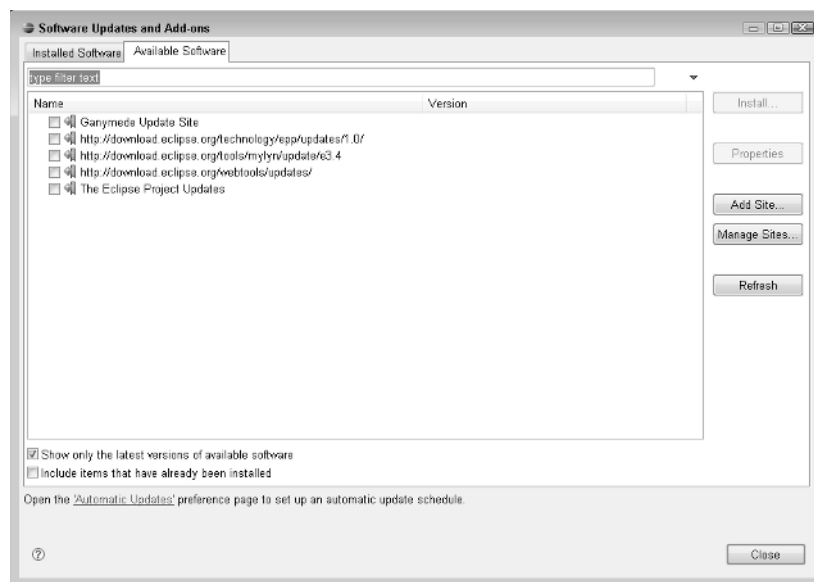 Software Updates and Add-ons
Installed Software Available Software
type filter text
Name Version
Install...
Ganymede Update Site
http://download.eclipse.org/technology/epp/updates/1.0/
http://download.eclipse.org/tools/mylyn/update/e3.4
Properties
http://download.eclipse.org/webtools/updates/
The Eclipse Project Updates
Add Site...
Manage Sites...
Refresh
Show only the latest versions of available software
Include items that have already been installed
Open the 'Automatic Updates' preference page to set up an automatic update schedule.
? Close